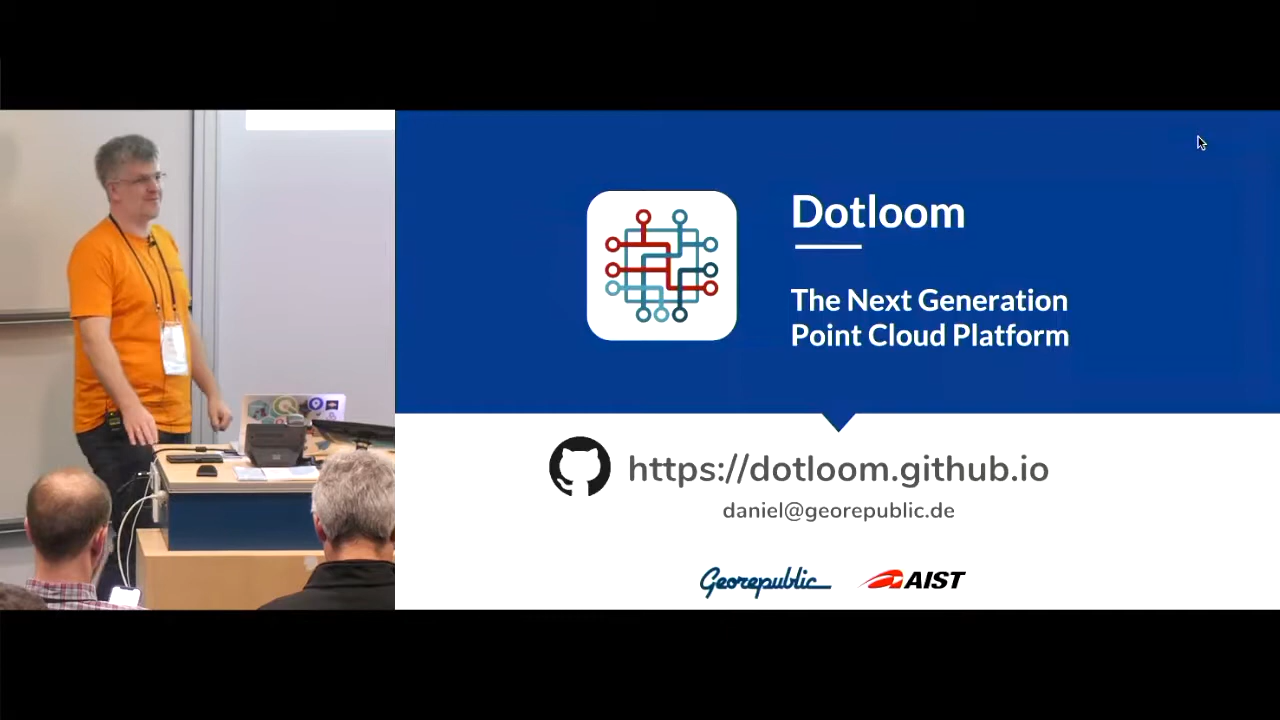 Dotloom
The Next Generation
Point Cloud Platform
https://dotloom.github.io
daniel@georepublic.de
Georepublic
AIST